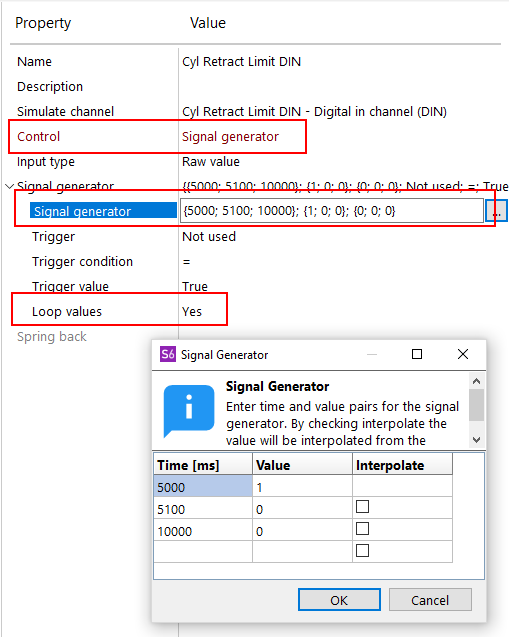 Property Value
Name Cyl Retract Limit DIN
Description
Simulate channel Cyl Retract Limit DIN - Digital in channel (DIN)
Control Signal generator
Input type Raw value
Signal generator {{5000; 5100; 10000}; {1; 0; 0}; {0; 0; 0}; Not used; =; True
Signal generator {5000; 5100; 10000}; {1; 0; 0}; {0; 0; 0} ...
Trigger Not used
Trigger condition =
Trigger value True
Loop values Yes
Spring back
S6 Signal Generator
Signal Generator
Enter time and value pairs for the signal
generator. By checking interpolate the
value will be interpolated from the
Time [ms] Value Interpolate
5000 1
5100 0
10000 0
OK Cancel